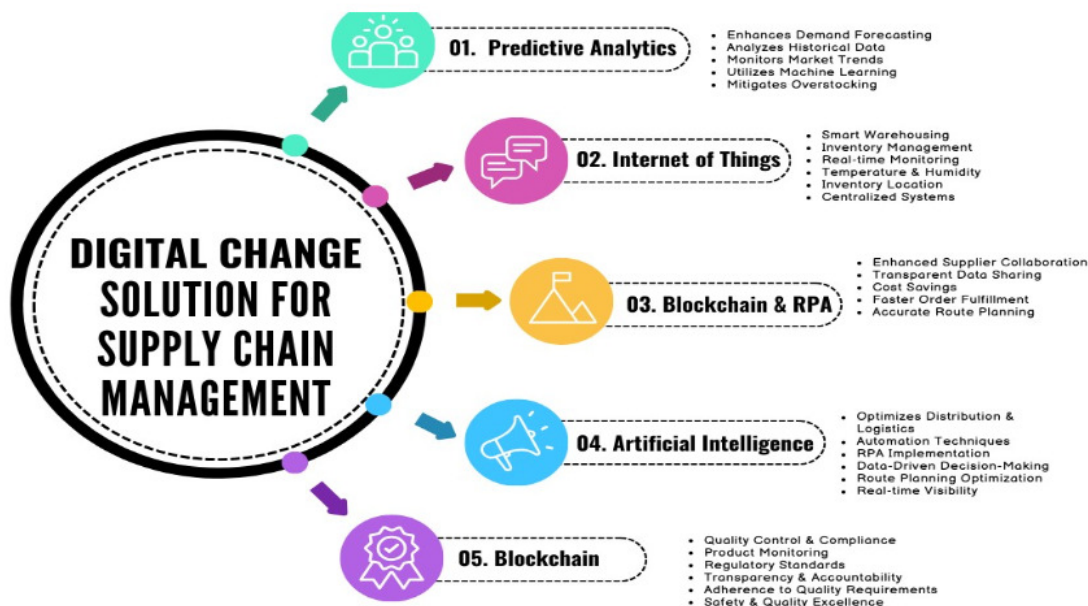 DIGITAL CHANGE
SOLUTION FOR
SUPPLY CHAIN
MANAGEMENT
01. Predictive Analytics
• Enhances Demand Forecasting
• Analyzes Historical Data
• Monitors Market Trends
• Utilizes Machine Learning
• Mitigates Overstocking
02. Internet of Things
• Smart Warehousing
• Inventory Management
• Real-time Monitoring
• Temperature & Humidity
• Inventory Location
• Centralized Systems
03. Blockchain & RPA
• Enhanced Supplier Collaboration
• Transparent Data Sharing
• Cost Savings
• Faster Order Fulfillment
• Accurate Route Planning
04. Artificial Intelligence
• Optimizes Distribution &
Logistics
• Automation Techniques
• RPA Implementation
• Data-Driven Decision-Making
• Route Planning Optimization
• Real-time Visibility
05. Blockchain
• Quality Control & Compliance
• Product Monitoring
• Regulatory Standards
• Transparency & Accountability
• Adherence to Quality Requirements
• Safety & Quality Excellence